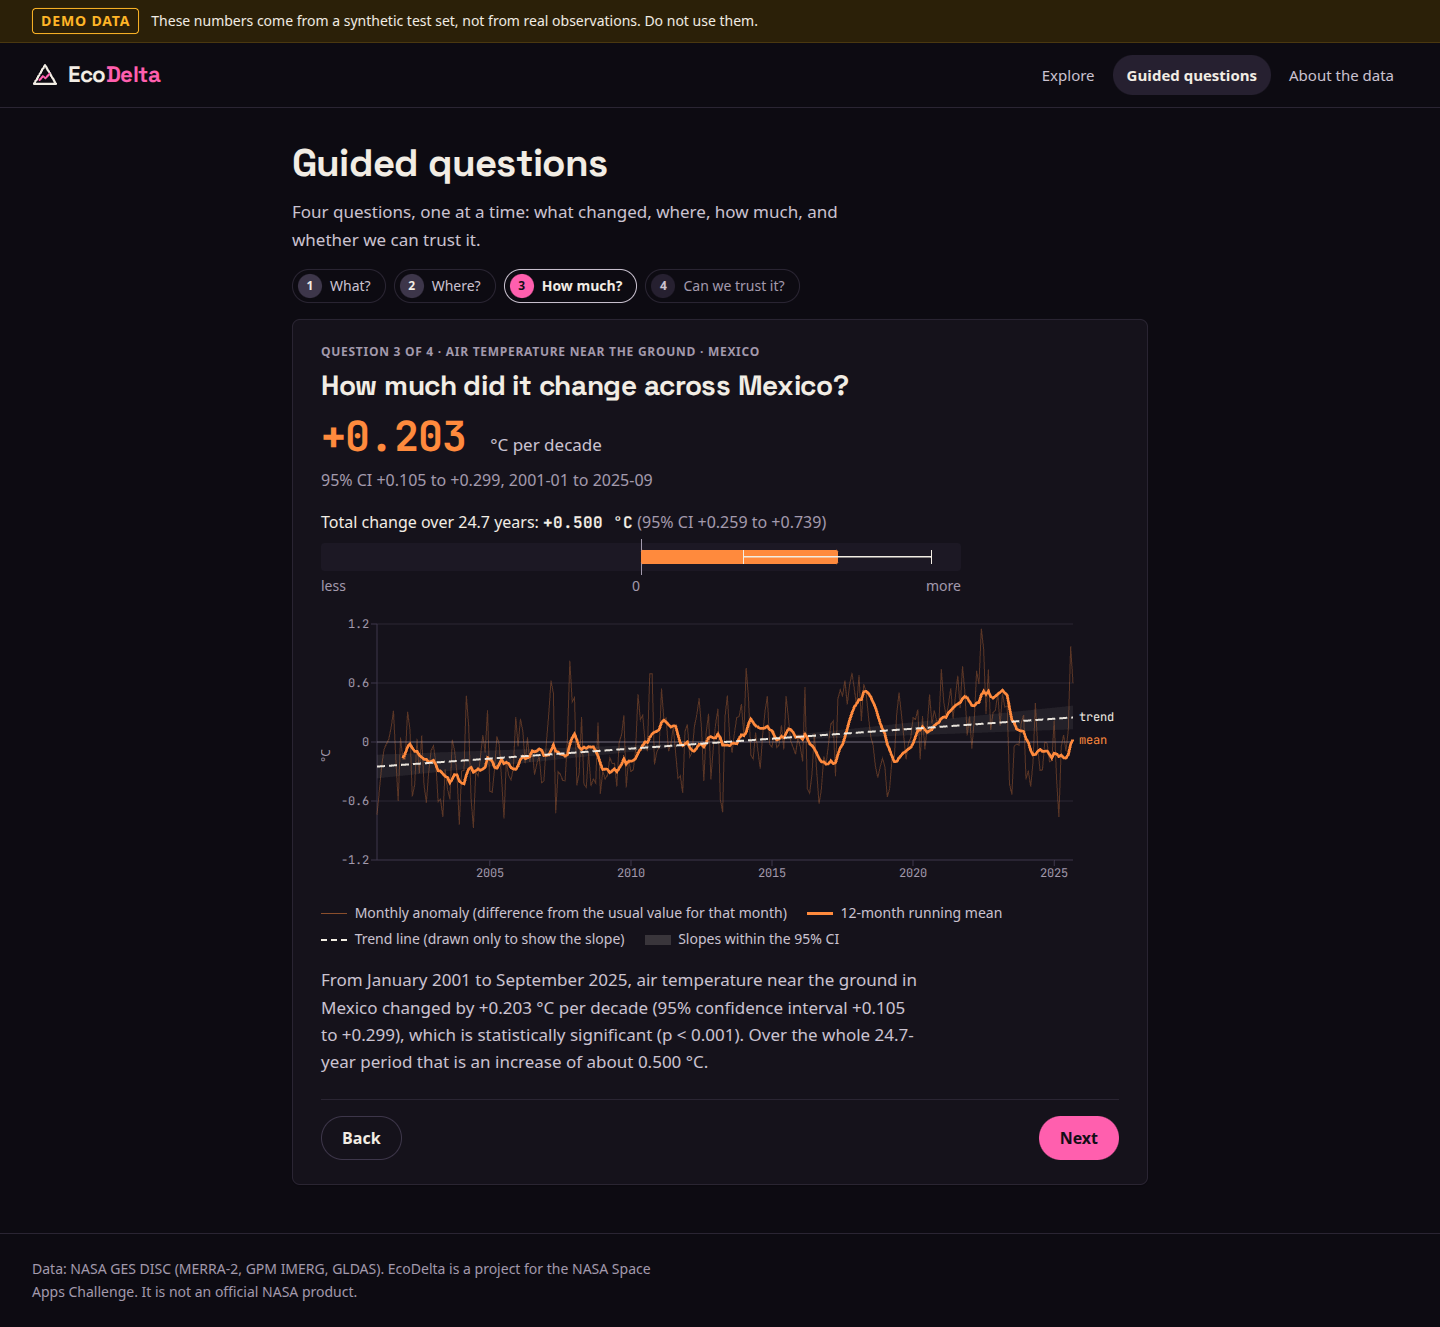 DEMO DATA These numbers come from a synthetic test set, not from real observations. Do not use them.
EcoDelta
Explore
Guided questions
About the data
Guided questions
Four questions, one at a time: what changed, where, how much, and
whether we can trust it.
1 What?
2 Where?
3 How much?
4 Can we trust it?
QUESTION 3 OF 4 · AIR TEMPERATURE NEAR THE GROUND · MEXICO
How much did it change across Mexico?
+0.203 °C per decade
95% CI +0.105 to +0.299, 2001-01 to 2025-09
Total change over 24.7 years: +0.500 °C (95% CI +0.259 to +0.739)
less 0 more
1.2
0.6
0
-0.6
-1.2
°C
trend
mean
2005 2010 2015 2020 2025
Monthly anomaly (difference from the usual value for that month) 12-month running mean
Trend line (drawn only to show the slope) Slopes within the 95% CI
From January 2001 to September 2025, air temperature near the ground in
Mexico changed by +0.203 °C per decade (95% confidence interval +0.105
to +0.299), which is statistically significant (p < 0.001). Over the whole 24.7-
year period that is an increase of about 0.500 °C.
Back
Next
Data: NASA GES DISC (MERRA-2, GPM IMERG, GLDAS). EcoDelta is a project for the NASA Space
Apps Challenge. It is not an official NASA product.